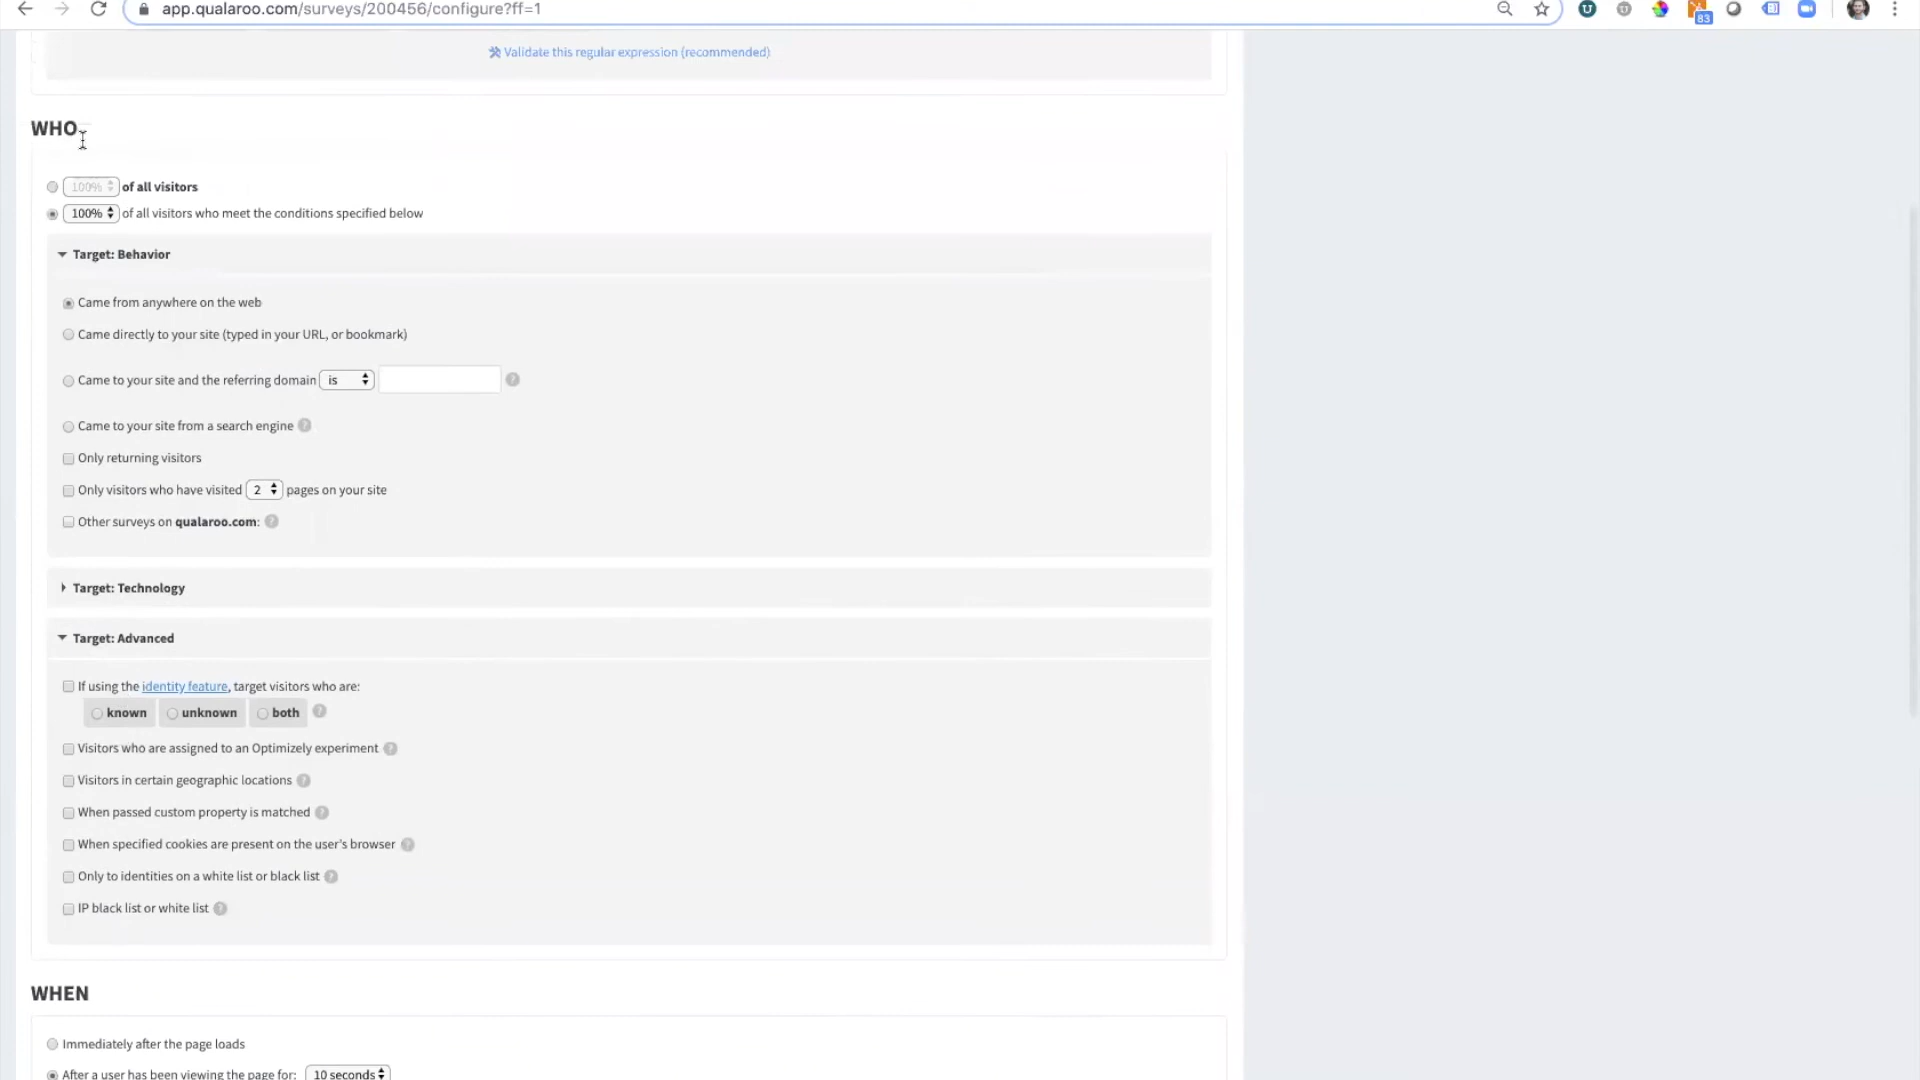 app.qualaroo.com/surveys/200456/configure?ff=1
83
Validate this regular expression (recommended)
WHO
100% of all visitors
100% of all visitors who meet the conditions specified below
Target: Behavior
Came from anywhere on the web
Came directly to your site (typed in your URL, or bookmark)
Came to your site and the referring domain is ?
Came to your site from a search engine ?
Only returning visitors
Only visitors who have visited 2 pages on your site
Other surveys on qualaroo.com: ?
Target: Technology
Target: Advanced
If using the identity feature, target visitors who are:
known unknown both ?
Visitors who are assigned to an Optimizely experiment ?
Visitors in certain geographic locations ?
When passed custom property is matched ?
When specified cookies are present on the user's browser ?
Only to identities on a white list or black list ?
IP black list or white list ?
WHEN
Immediately after the page loads
After a user has been viewing the page for: 10 seconds